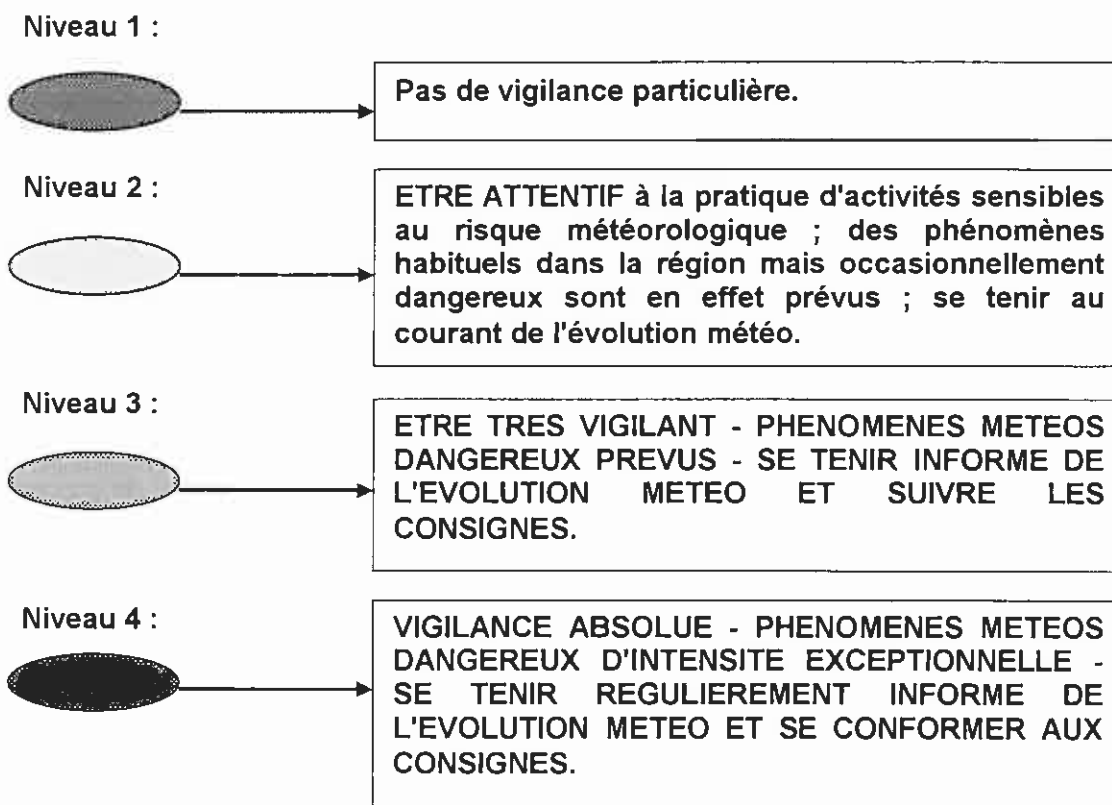 Niveau 1 :
Pas de vigilance particulière.
Niveau 2 :
ETRE ATTENTIF à la pratique d'activités sensibles
au risque météorologique ; des phénomènes
habituels dans la région mais occasionnellement
dangereux sont en effet prévus ; se tenir au
courant de l'évolution météo.
Niveau 3 :
ETRE TRES VIGILANT - PHENOMENES METEOS
DANGEREUX PREVUS - SE TENIR INFORME DE
L'EVOLUTION METEO ET SUIVRE LES
CONSIGNES.
Niveau 4 :
VIGILANCE ABSOLUE - PHENOMENES METEOS
DANGEREUX D'INTENSITE EXCEPTIONNELLE -
SE TENIR REGULIEREMENT INFORME DE
L'EVOLUTION METEO ET SE CONFORMER AUX
CONSIGNES.